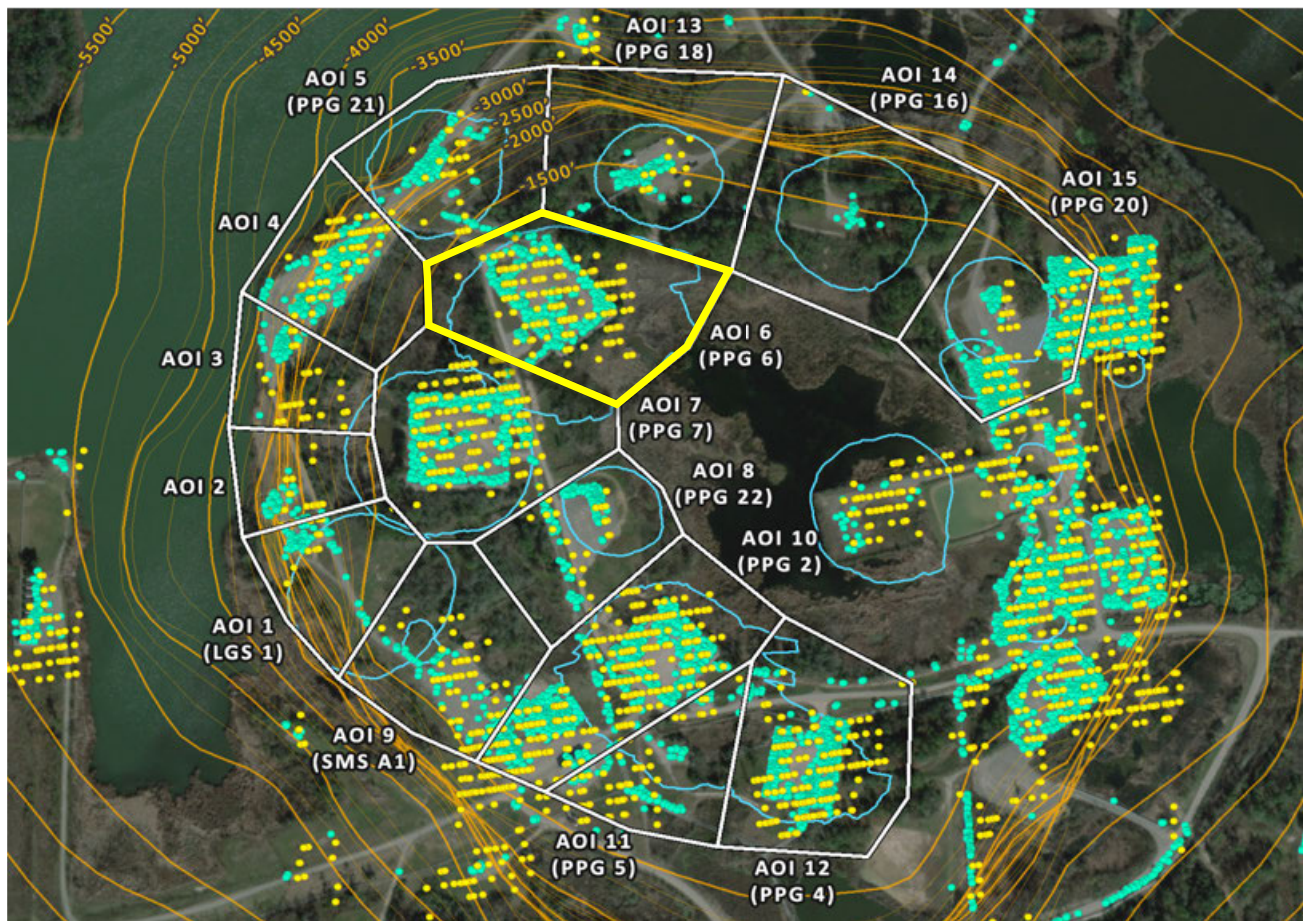 -5500'
-5000'
-4500'
-4000'
-3500'
-3000'
-2500'
-2000'
-1500'
AOI 13
(PPG 18)
AOI 14
(PPG 16)
AOI 5
(PPG 21)
AOI 15
(PPG 20)
AOI 4
AOI 6
(PPG 6)
AOI 3
AOI 7
(PPG 7)
AOI 8
(PPG 22)
AOI 2
AOI 10
(PPG 2)
AOI 1
(LGS 1)
AOI 9
(SMS A1)
AOI 11
(PPG 5)
AOI 12
(PPG 4)